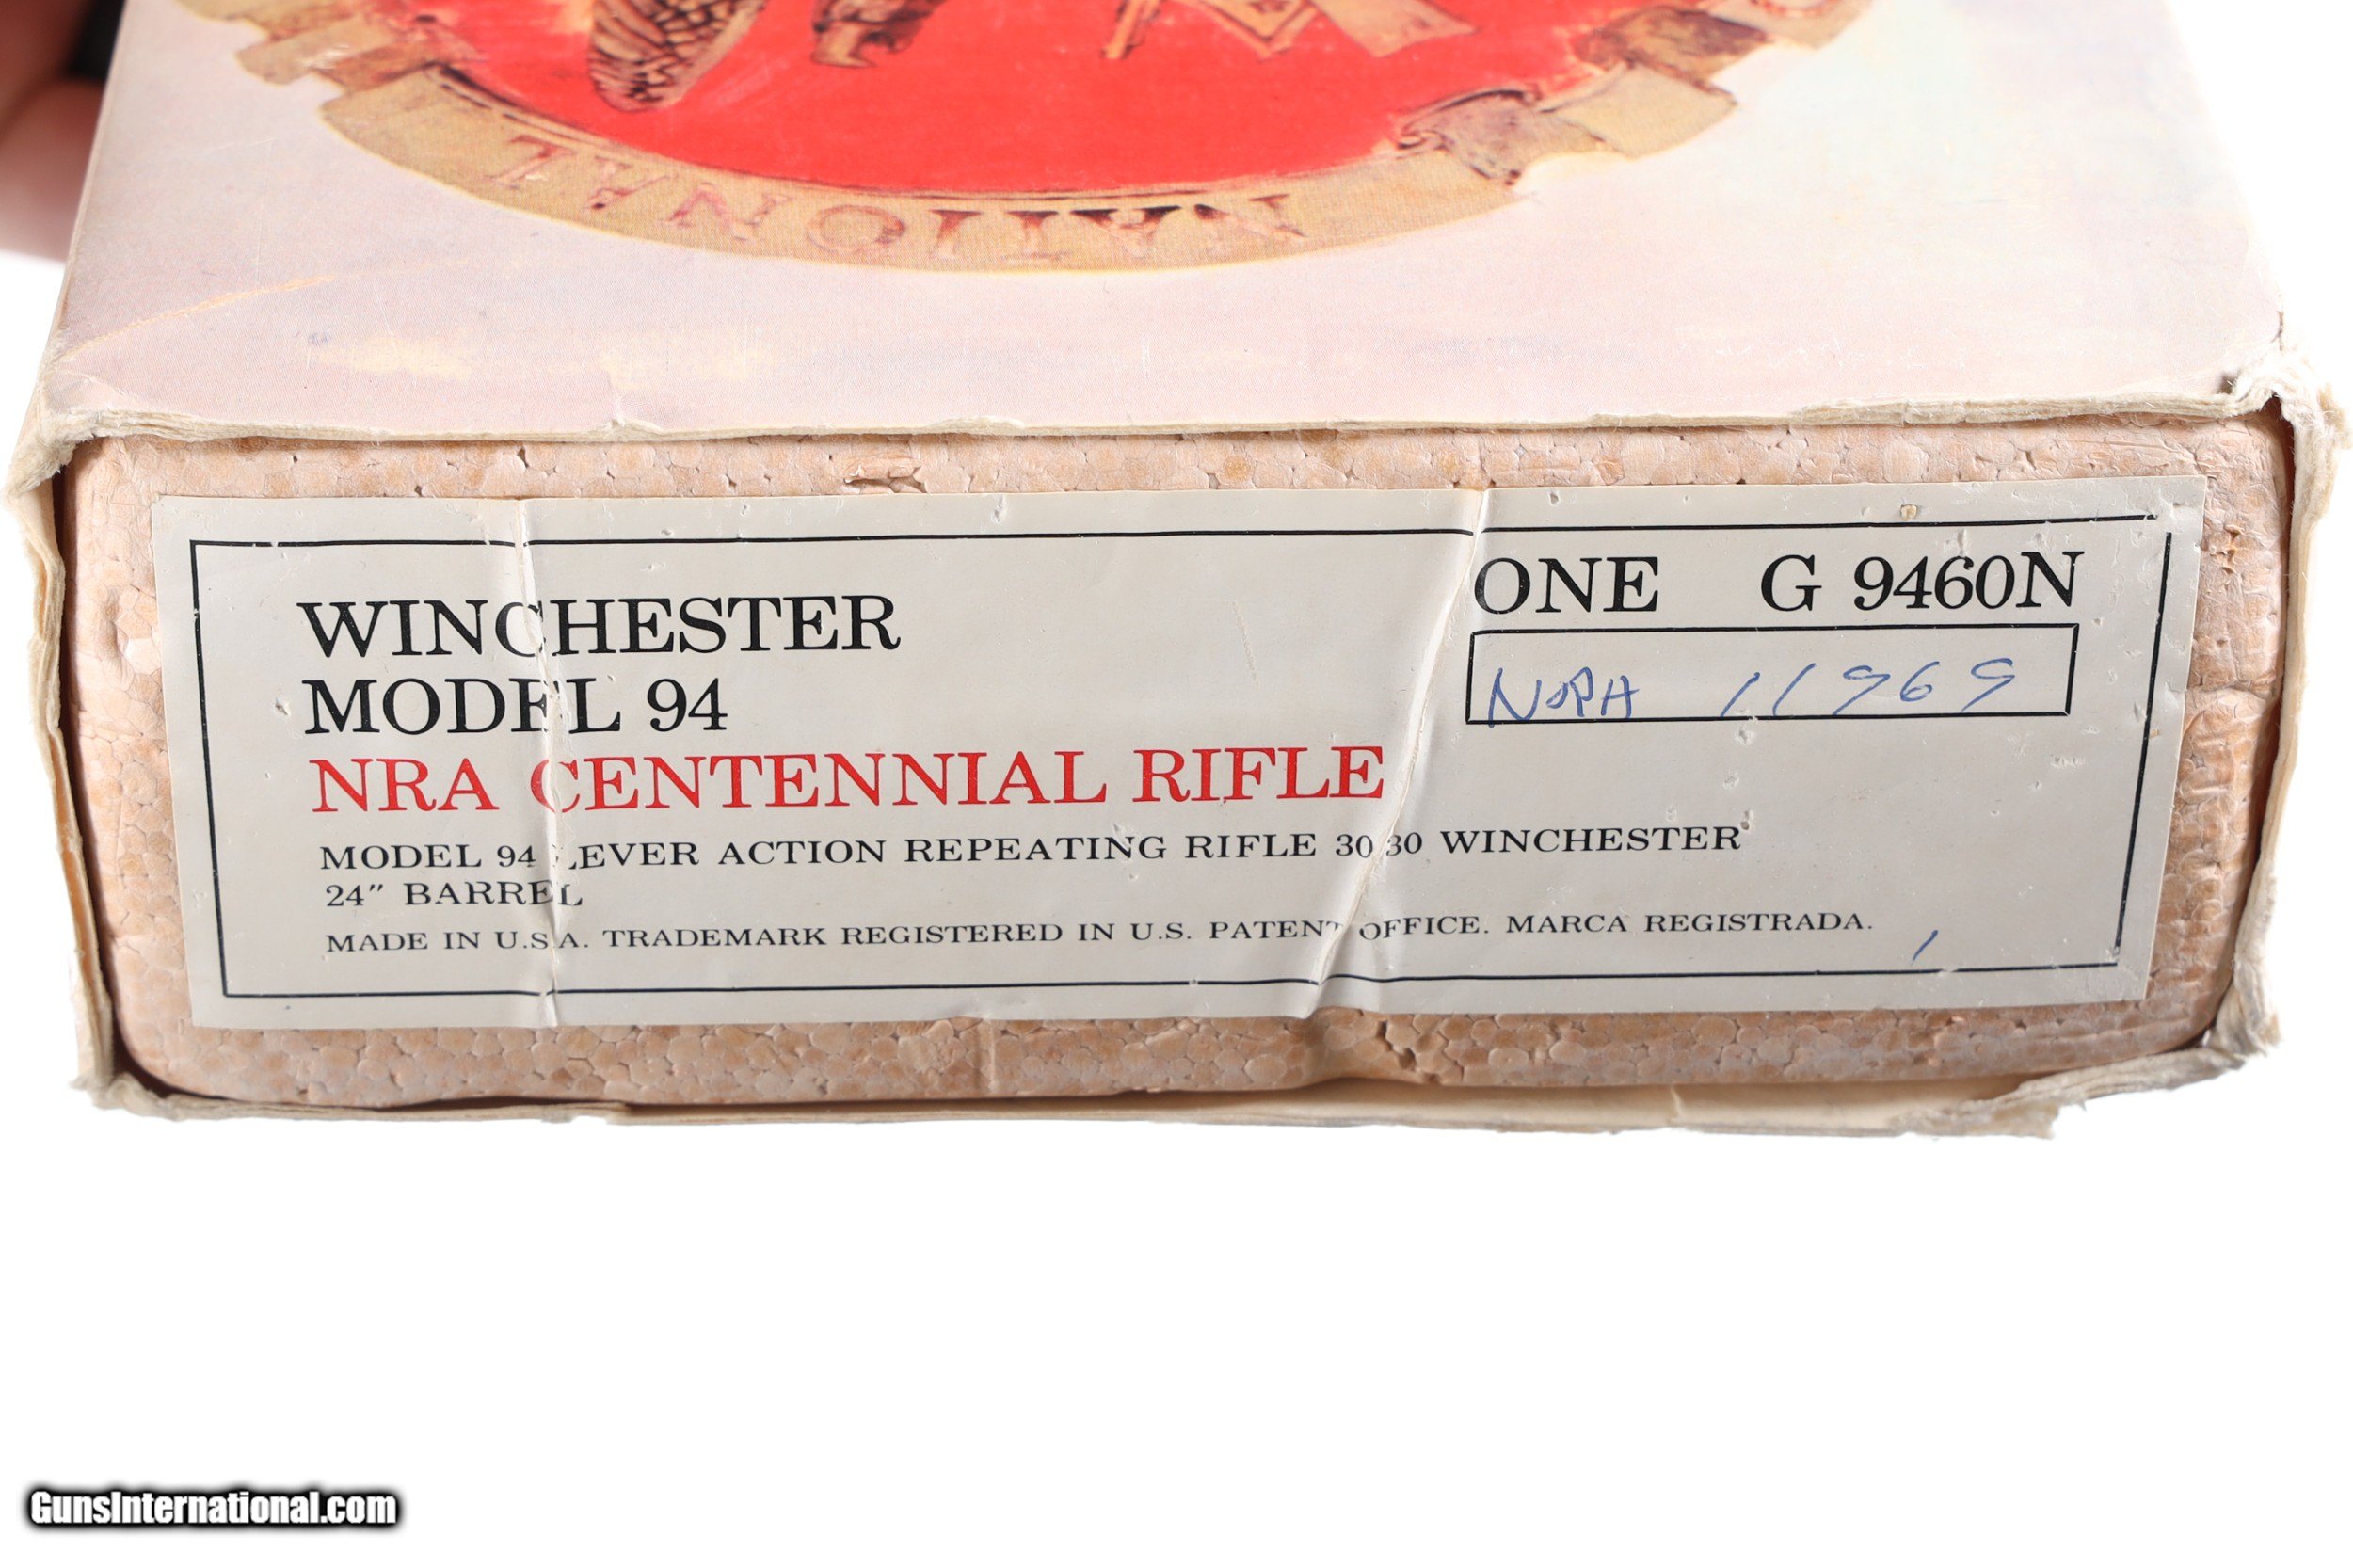 NATIONAL
WINCHESTER
MODEL 94
NRA CENTENNIAL RIFLE
MODEL 94 LEVER ACTION REPEATING RIFLE 30 30 WINCHESTER
24" BARREL
MADE IN U.S.A. TRADEMARK REGISTERED IN U.S. PATENT OFFICE. MARCA REGISTRADA.
ONE G 9460N
NRA 11969
GunsInternational.com